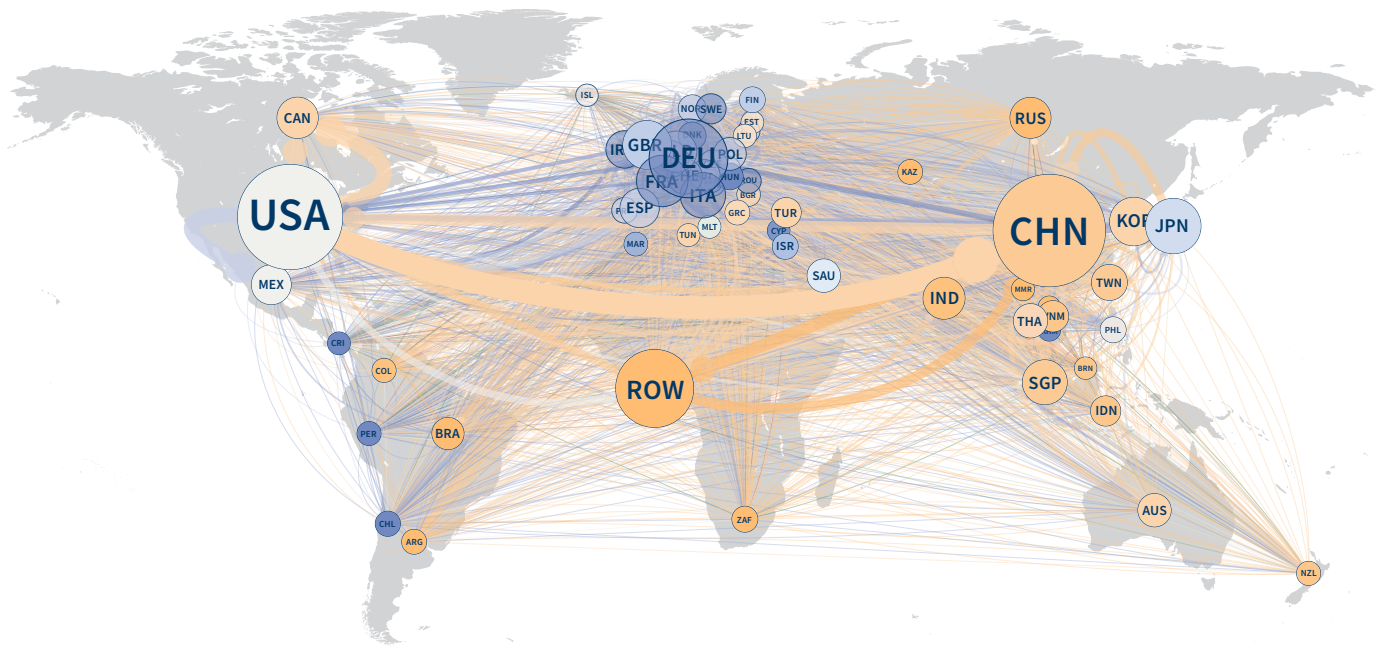 ISL
FIN
NOR
SWE
CAN
RUS
EST
LTU
DNK
GBR
DEU
POL
FRA
KAZ
HUN
ROU
ITA
BGR
ESP
GRC
TUR
USA
MLT
CYP
CHN
KOR
JPN
TUN
MAR
ISR
SAU
MEX
IND
MMR
TWN
THA
VNM
PHL
CRI
COL
ROW
BRN
SGP
IDN
PER
BRA
AUS
CHL
ZAF
ARG
NZL